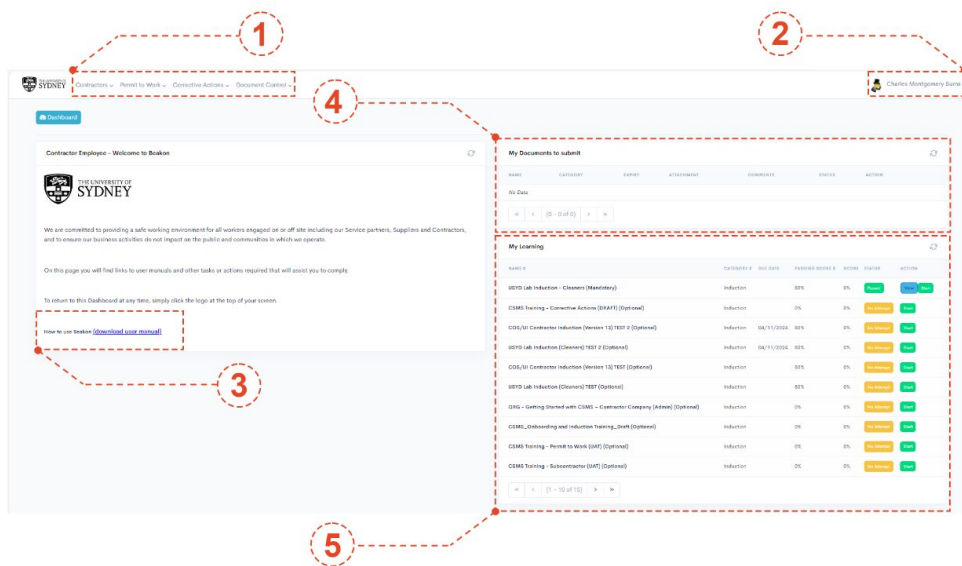 1
2
THE UNIVERSITY OF
SYDNEY
Contractors
Permit to Work
Corrective Actions
Document Control
Charles Montgomery Burns
4
Dashboard
Contractor Employee - Welcome to Beakon
THE UNIVERSITY OF
SYDNEY
We are committed to providing a safe working environment for all workers engaged on or off site including our Service partners, Suppliers and Contractors,
and to ensure our business activities do not impact on the public and communities in which we operate.
On this page you will find links to user manuals and other tasks or actions required that will assist you to comply.
To return to this Dashboard at any time, simply click the logo at the top of your screen.
How to use Beakon (download user manual)
3
My Documents to submit
NAME CATEGORY EXPIRY ATTACHMENT COMMENTS STATUS ACTION
No Data
« < (0 - 0 of 0) > »
My Learning
NAME CATEGORY DUE DATE PASSING SCORE SCORE STATUS ACTION
USYD Lab Induction - Cleaners (Mandatory) Induction 80% 0% Passed View Start
CSMS Training - Corrective Actions (DRAFT) (Optional) Induction 0% 0% No Attempt Start
COS/UI Contractor Induction (Version 13) TEST 2 (Optional) Induction 04/11/2024 80% 0% No Attempt Start
USYD Lab Induction (Cleaners) TEST 2 (Optional) Induction 04/11/2024 80% 0% No Attempt Start
COS/UI Contractor Induction (Version 13) TEST (Optional) Induction 80% 0% No Attempt Start
USYD Lab Induction (Cleaners) TEST (Optional) Induction 80% 0% No Attempt Start
QRG - Getting Started with CSMS – Contractor Company (Admin) (Optional) Induction 0% 0% No Attempt Start
CSMS_Onboarding and Induction Training_Draft (Optional) Induction 0% 0% No Attempt Start
CSMS Training - Permit to Work (UAT) (Optional) Induction 0% 0% No Attempt Start
CSMS Training - Subcontractor (UAT) (Optional) Induction 0% 0% No Attempt Start
« < > »
5